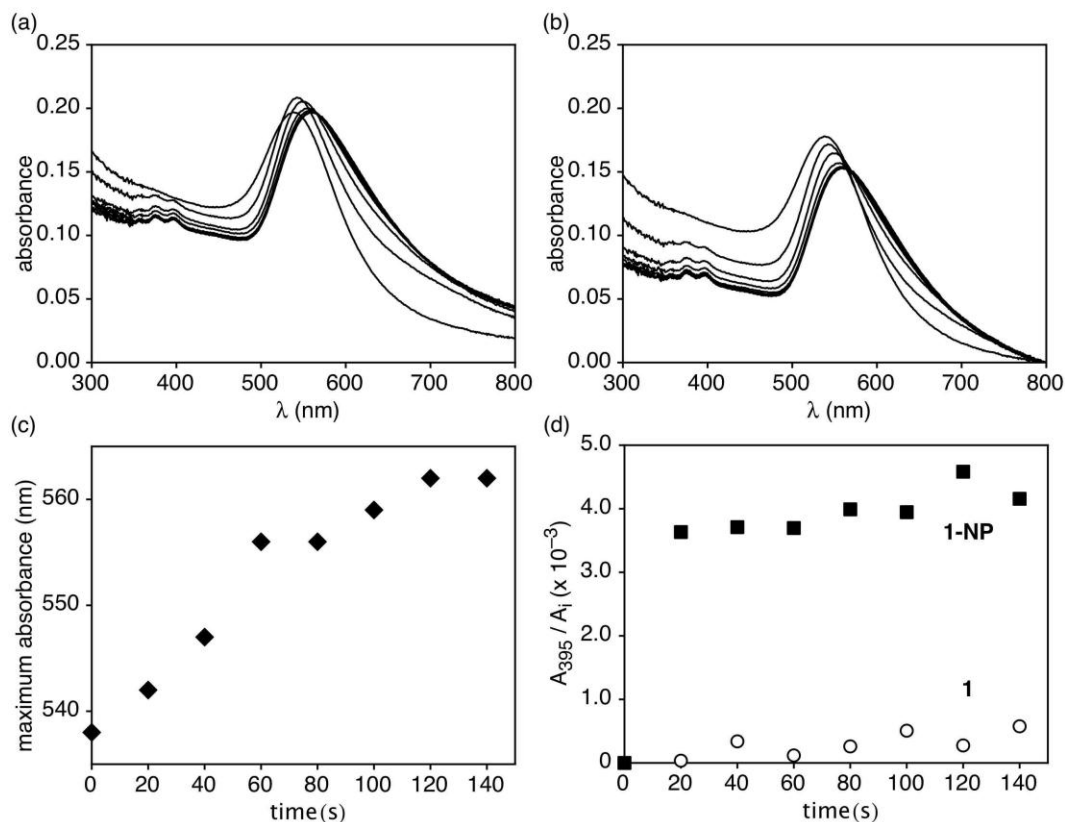 (a)
(b)
0.25
0.20
0.15
0.10
0.05
0.00
absorbance
300 400 500 600 700 800
λ (nm)
0.25
0.20
0.15
0.10
0.05
0.00
absorbance
300 400 500 600 700 800
λ (nm)
(c)
(d)
560
550
540
maximum absorbance (nm)
0 20 40 60 80 100 120 140
time (s)
5.0
4.0
3.0
2.0
1.0
0
A395 / Ai (x 10−3)
1-NP
1
0 20 40 60 80 100 120 140
time (s)